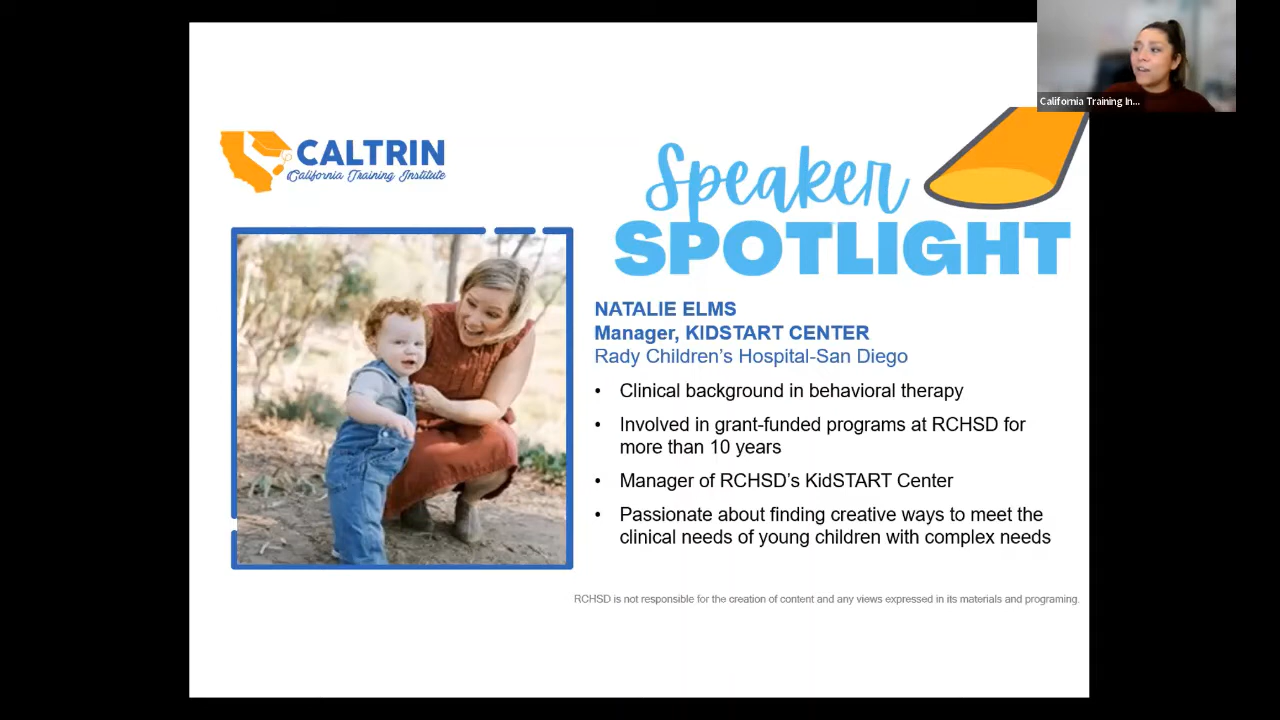 California Training In...
CALTRIN
California Training Institute
Speaker
SPOTLIGHT
NATALIE ELMS
Manager, KIDSTART CENTER
Rady Children's Hospital-San Diego
• Clinical background in behavioral therapy
• Involved in grant-funded programs at RCHSD for
more than 10 years
• Manager of RCHSD's KidSTART Center
• Passionate about finding creative ways to meet the
clinical needs of young children with complex needs
RCHSD is not responsible for the creation of content and any views expressed in its materials and programing.